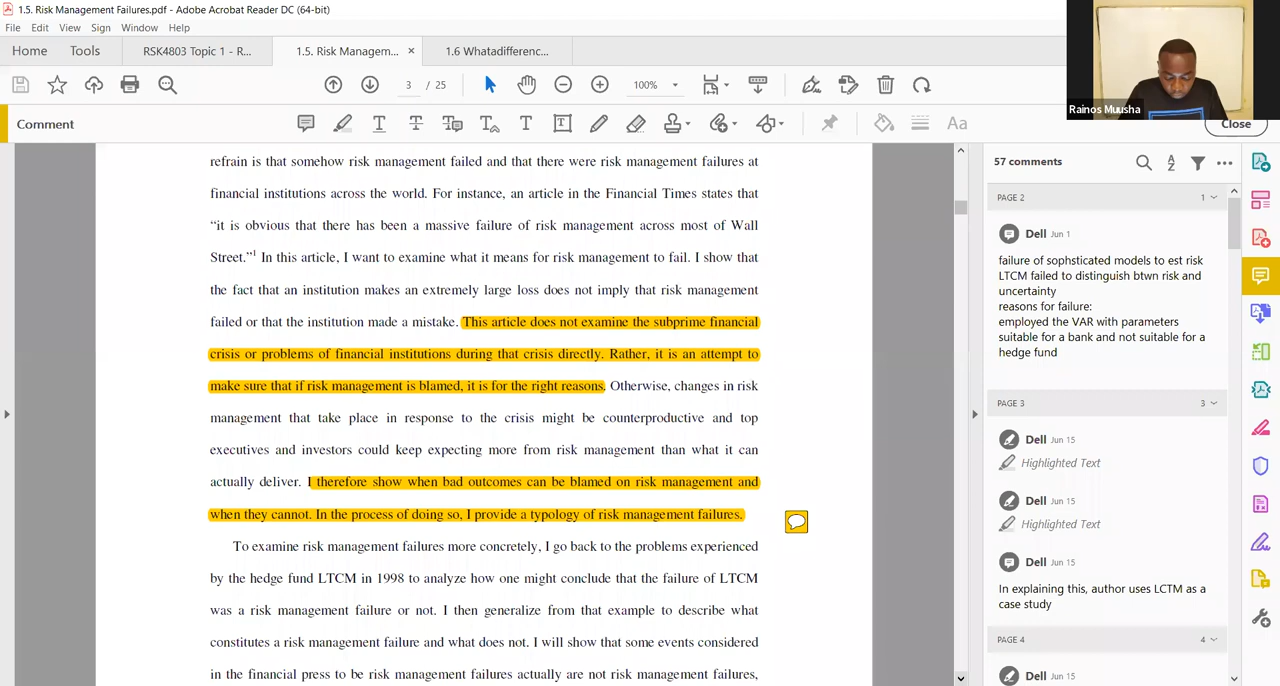 1.5. Risk Management Failures.pdf - Adobe Acrobat Reader DC (64-bit)
File Edit View Sign Window Help
Home Tools RSK4803 Topic 1 - R... 1.5. Risk Managem... × 1.6 Whatadifferenc...
3 / 25 100%
Rainos Muusha
Comment
Aa
Close
refrain is that somehow risk management failed and that there were risk management failures at
financial institutions across the world. For instance, an article in the Financial Times states that
“it is obvious that there has been a massive failure of risk management across most of Wall
Street.”1 In this article, I want to examine what it means for risk management to fail. I show that
the fact that an institution makes an extremely large loss does not imply that risk management
failed or that the institution made a mistake. This article does not examine the subprime financial
crisis or problems of financial institutions during that crisis directly. Rather, it is an attempt to
make sure that if risk management is blamed, it is for the right reasons. Otherwise, changes in risk
management that take place in response to the crisis might be counterproductive and top
executives and investors could keep expecting more from risk management than what it can
actually deliver. I therefore show when bad outcomes can be blamed on risk management and
when they cannot. In the process of doing so, I provide a typology of risk management failures.
To examine risk management failures more concretely, I go back to the problems experienced
by the hedge fund LTCM in 1998 to analyze how one might conclude that the failure of LTCM
was a risk management failure or not. I then generalize from that example to describe what
constitutes a risk management failure and what does not. I will show that some events considered
in the financial press to be risk management failures actually are not risk management failures,
57 comments
PAGE 2 1
Dell Jun 1
failure of sophsticated models to est risk
LTCM failed to distinguish btwn risk and
uncertainty
reasons for failure:
employed the VAR with parameters
suitable for a bank and not suitable for a
hedge fund
PAGE 3 3
Dell Jun 15
Highlighted Text
Dell Jun 15
Highlighted Text
Dell Jun 15
In explaining this, author uses LCTM as a
case study
PAGE 4 4
Dell Jun 15